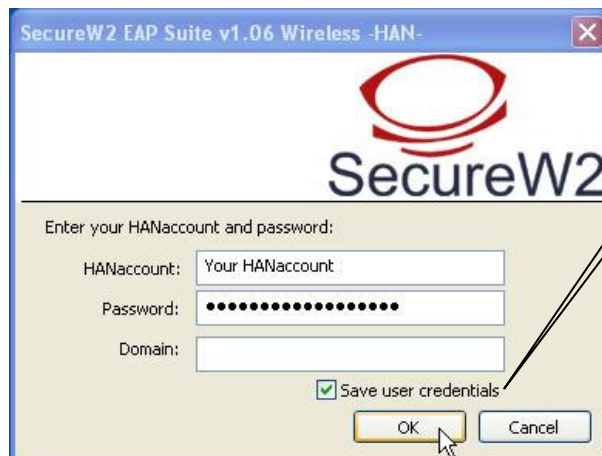 SecureW2 EAP Suite v1.06 Wireless -HAN-
SecureW2
Enter your HANaccount and password:
HANaccount: Your HANaccount
Password: ●●●●●●●●●●●●●●●●●●
Domain:
Save user credentials
OK Cancel